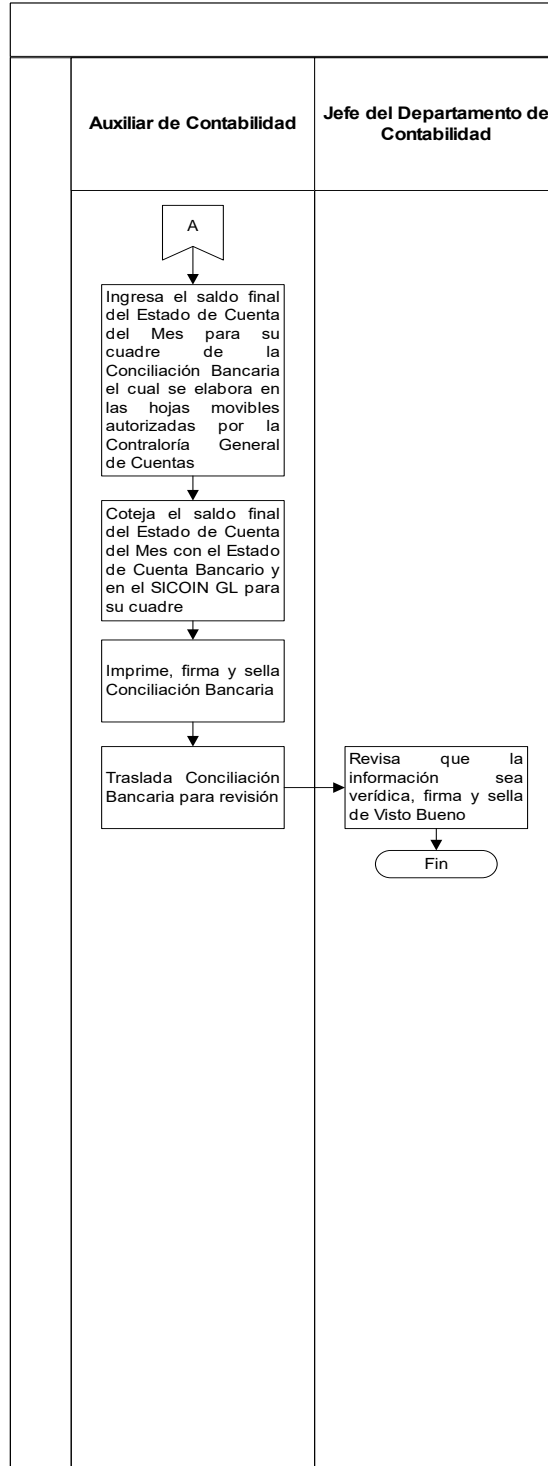 Auxiliar de Contabilidad
Jefe del Departamento de
Contabilidad
A
Ingresa el saldo final
del Estado de Cuenta
del Mes para su
cuadre de la
Conciliación Bancaria
el cual se elabora en
las hojas movibles
autorizadas por la
Contraloría General
de Cuentas
Coteja el saldo final
del Estado de Cuenta
del Mes con el Estado
de Cuenta Bancario y
en el SICOIN GL para
su cuadre
Imprime, firma y sella
Conciliación Bancaria
Traslada Conciliación
Bancaria para revisión
Revisa que la
información sea
verídica, firma y sella
de Visto Bueno
Fin